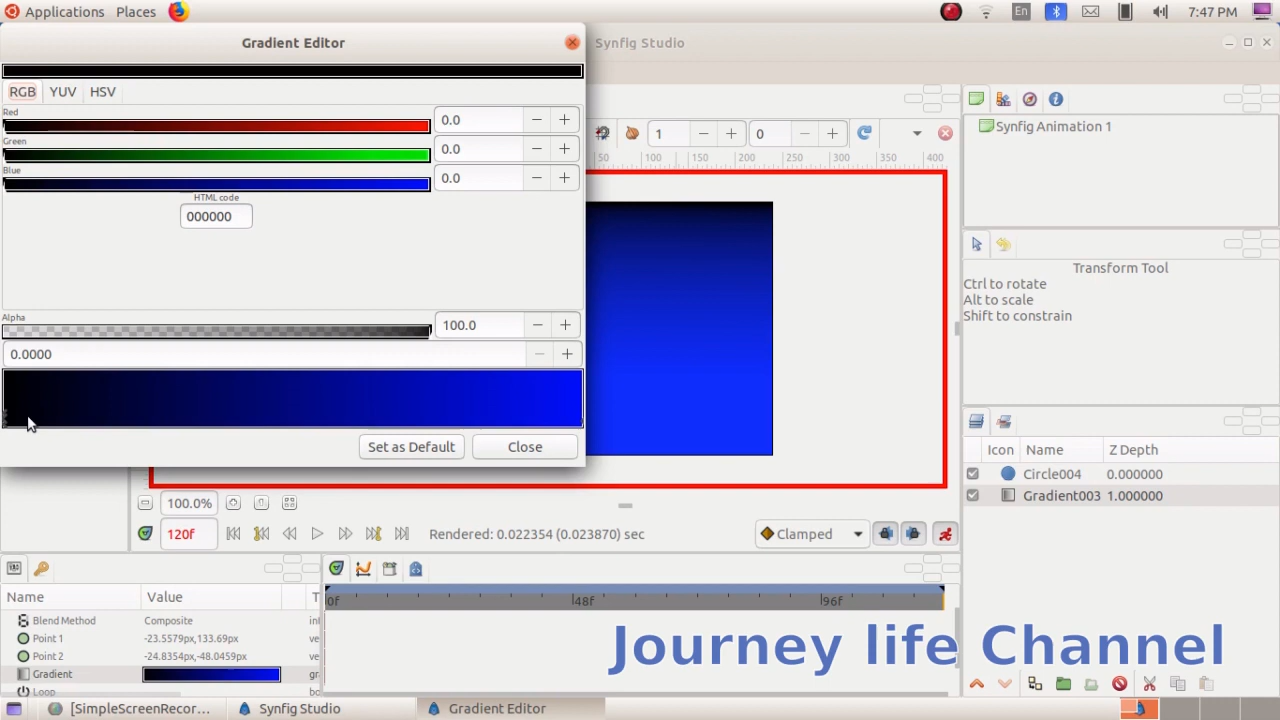 Applications Places En 7:47 PM
Gradient Editor
Synfig Studio
RGB YUV HSV
Red
0.0
Green
0.0
Blue
0.0
HTML code
000000
Alpha
100.0
0.0000
Set as Default Close
1 0
50 100 150 200 250 300 350 400
Synfig Animation 1
Transform Tool
Ctrl to rotate
Alt to scale
Shift to constrain
Icon Name Z Depth
Circle004 0.000000
Gradient003 1.000000
100.0%
120f Rendered: 0.022354 (0.023870) sec Clamped
Name Value T
Blend Method Composite int
Point 1 -23.5579px,133.69px ve
Point 2 -24.8354px,-48.0459px ve
Gradient gra
Loop
0f 48f 96f
Journey life Channel
[SimpleScreenRecor... Synfig Studio Gradient Editor